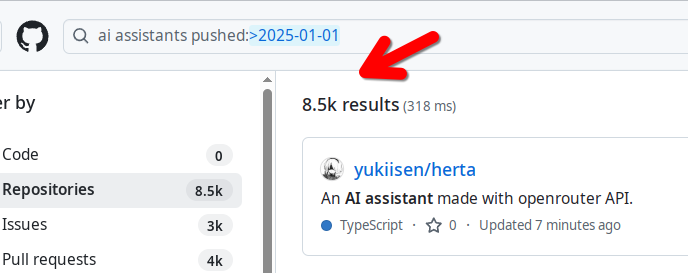 ai assistants pushed:>2025-01-01
er by
8.5k results (318 ms)
Code 0
Repositories 8.5k
Issues 3k
Pull requests 4k
yukiisen/herta
An AI assistant made with openrouter API.
TypeScript · 0 · Updated 7 minutes ago